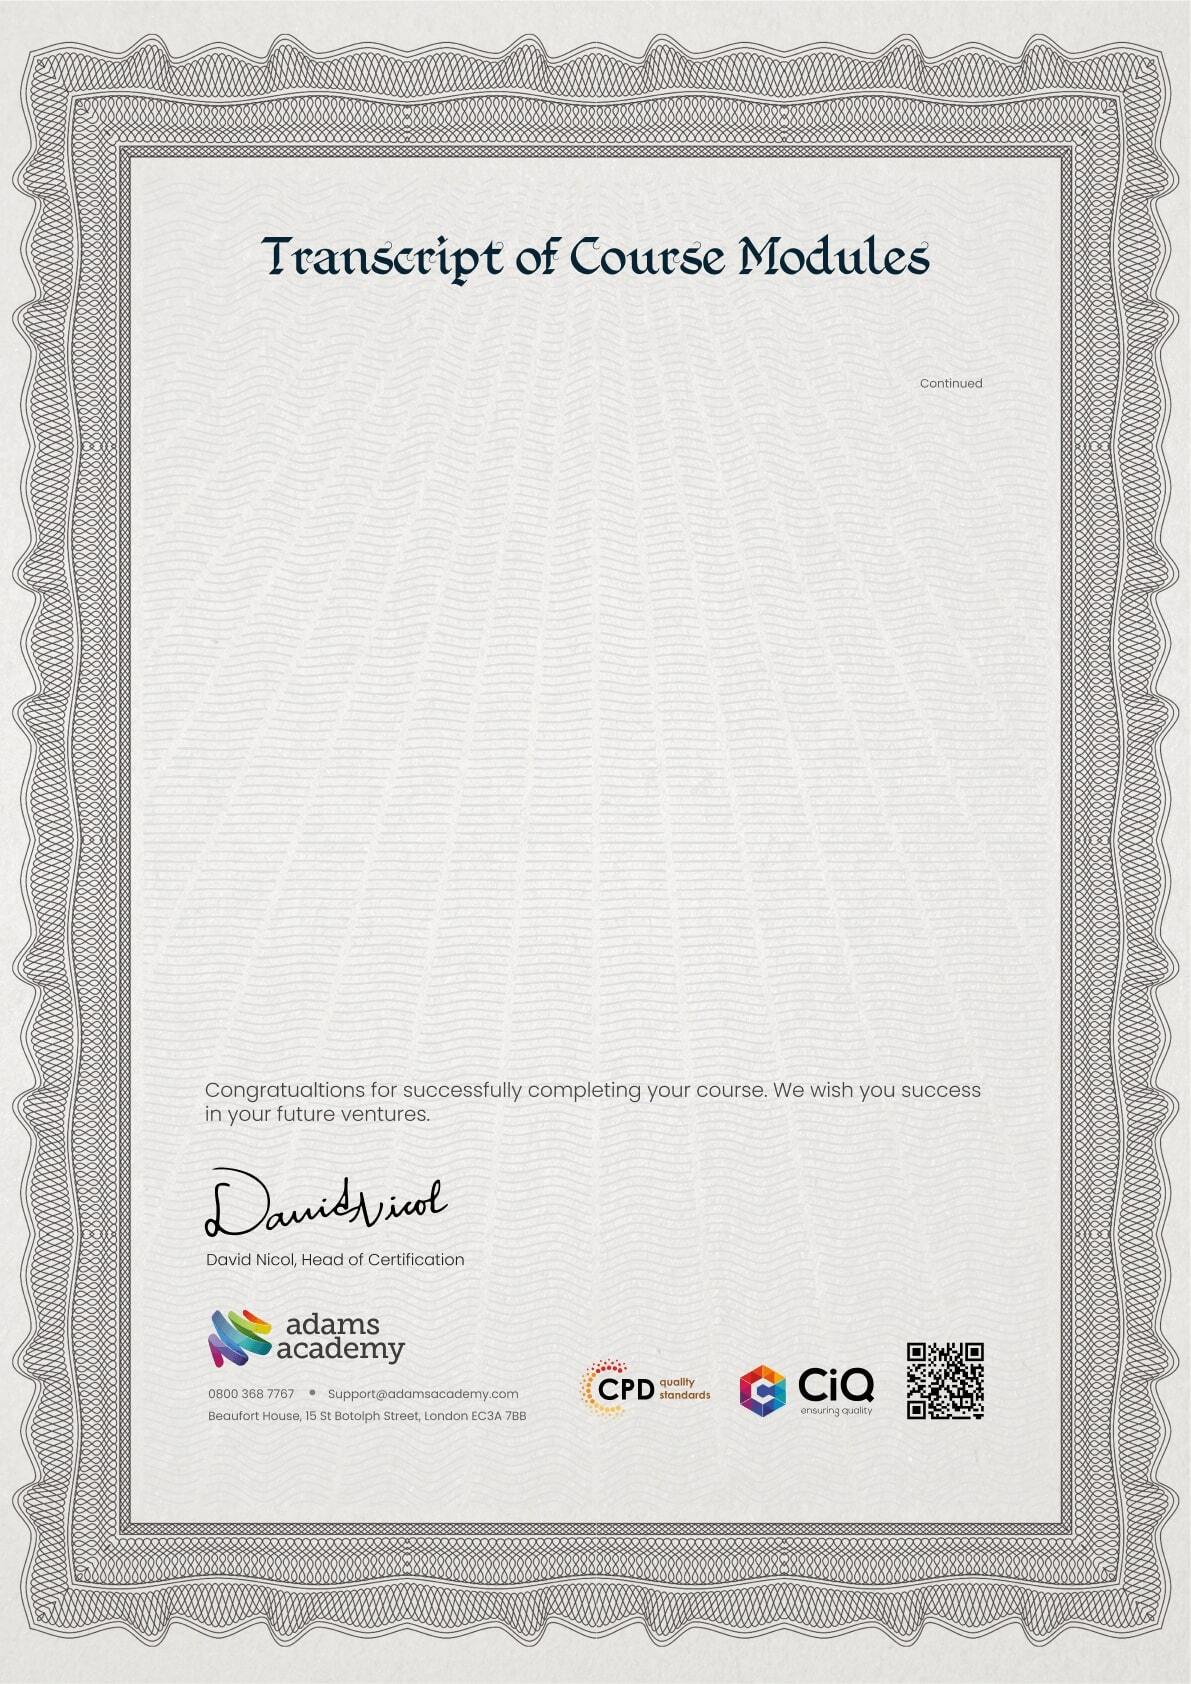 Transcript of Course Modules
Continued
Congratualtions for successfully completing your course. We wish you success
in your future ventures.
David Nicol
David Nicol, Head of Certification
adams
academy
0800 368 7767 • Support@adamsacademy.com
Beaufort House, 15 St Botolph Street, London EC3A 7BB
CPD quality
standards
CiQ
ensuring quality